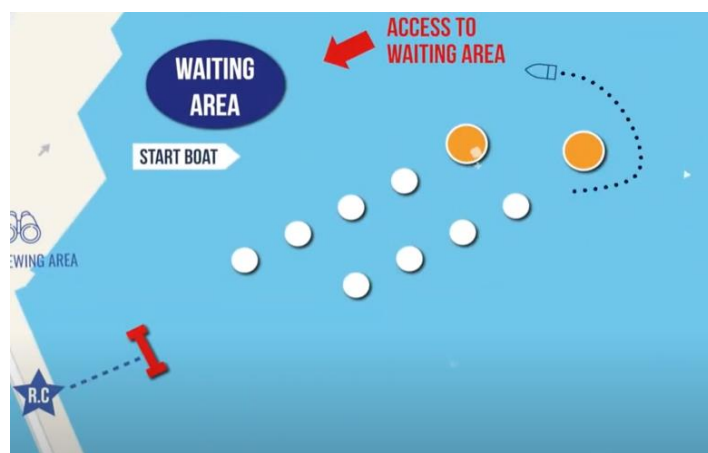 ACCESS TO
WAITING AREA
WAITING
AREA
START BOAT
EWING AREA
R.C